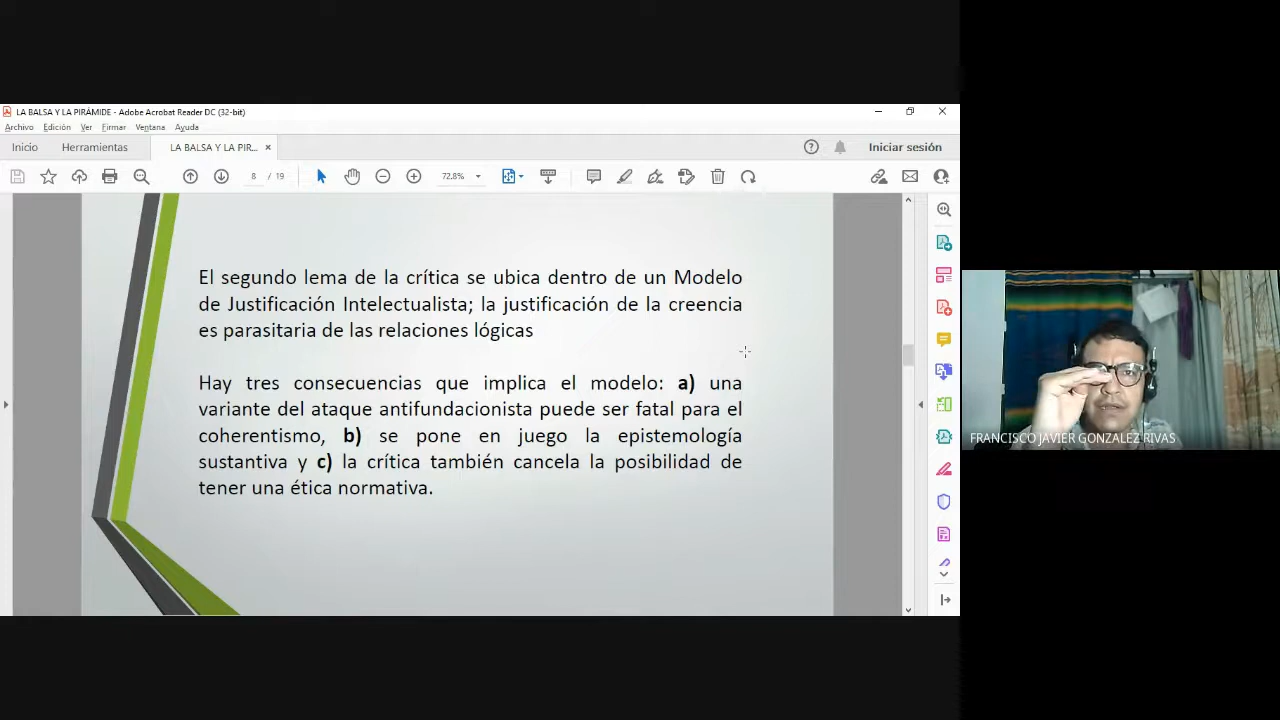 LA BALSA Y LA PIRÁMIDE - Adobe Acrobat Reader DC (32-bit)
Archivo Edición Ver Firmar Ventana Ayuda
Inicio Herramientas LA BALSA Y LA PIR... × Iniciar sesión
8 / 19 72.8%
El segundo lema de la crítica se ubica dentro de un Modelo
de Justificación Intelectualista; la justificación de la creencia
es parasitaria de las relaciones lógicas
Hay tres consecuencias que implica el modelo: a) una
variante del ataque antifundacionista puede ser fatal para el
coherentismo, b) se pone en juego la epistemología
sustantiva y c) la crítica también cancela la posibilidad de
tener una ética normativa.
FRANCISCO JAVIER GONZALEZ RIVAS